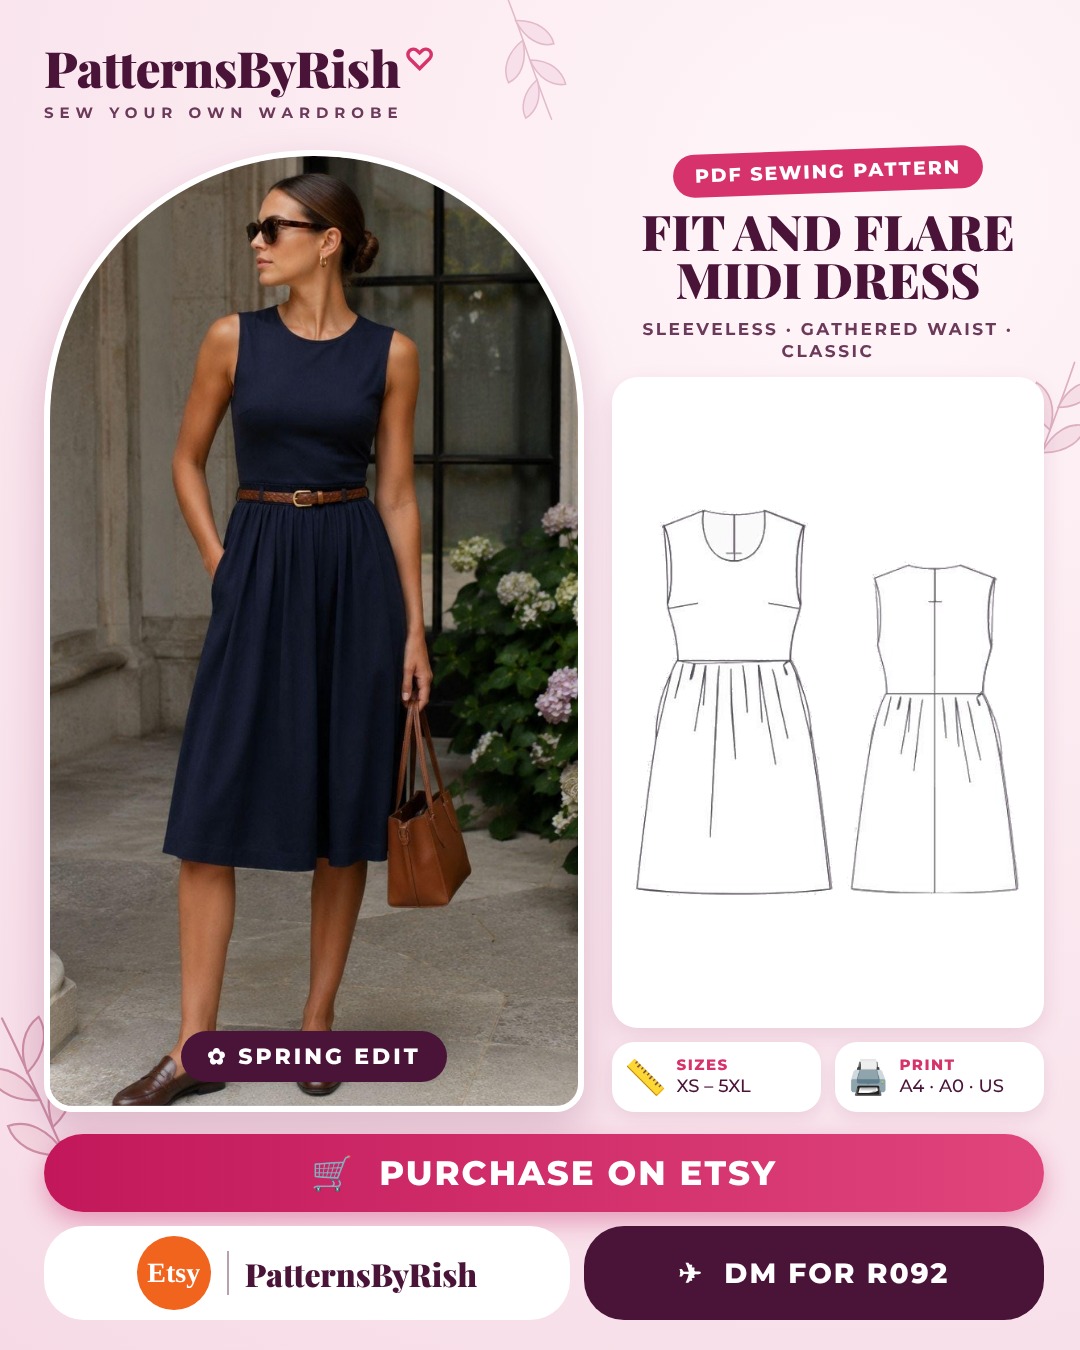 PatternsByRish
SEW YOUR OWN WARDROBE
PDF SEWING PATTERN
FIT AND FLARE
MIDI DRESS
SLEEVELESS · GATHERED WAIST ·
CLASSIC
✿ SPRING EDIT
SIZES
XS – 5XL
PRINT
A4 · A0 · US
PURCHASE ON ETSY
Etsy
PatternsByRish
✈ DM FOR R092